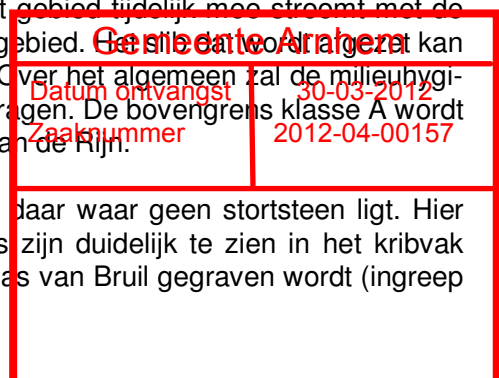 t gebied tijdelijk mee stroomt met de
gebied. Het slib dat wordt afgezet kan
Gemeente Arnhem
Over het algemeen zal de milieuhygi-
Datum ontvangst 30-03-2012
agen. De bovengrens klasse A wordt
Zaaknummer 2012-04-00157
an de Rijn.
daar waar geen stortsteen ligt. Hier
s zijn duidelijk te zien in het kribvak
as van Bruil gegraven wordt (ingreep